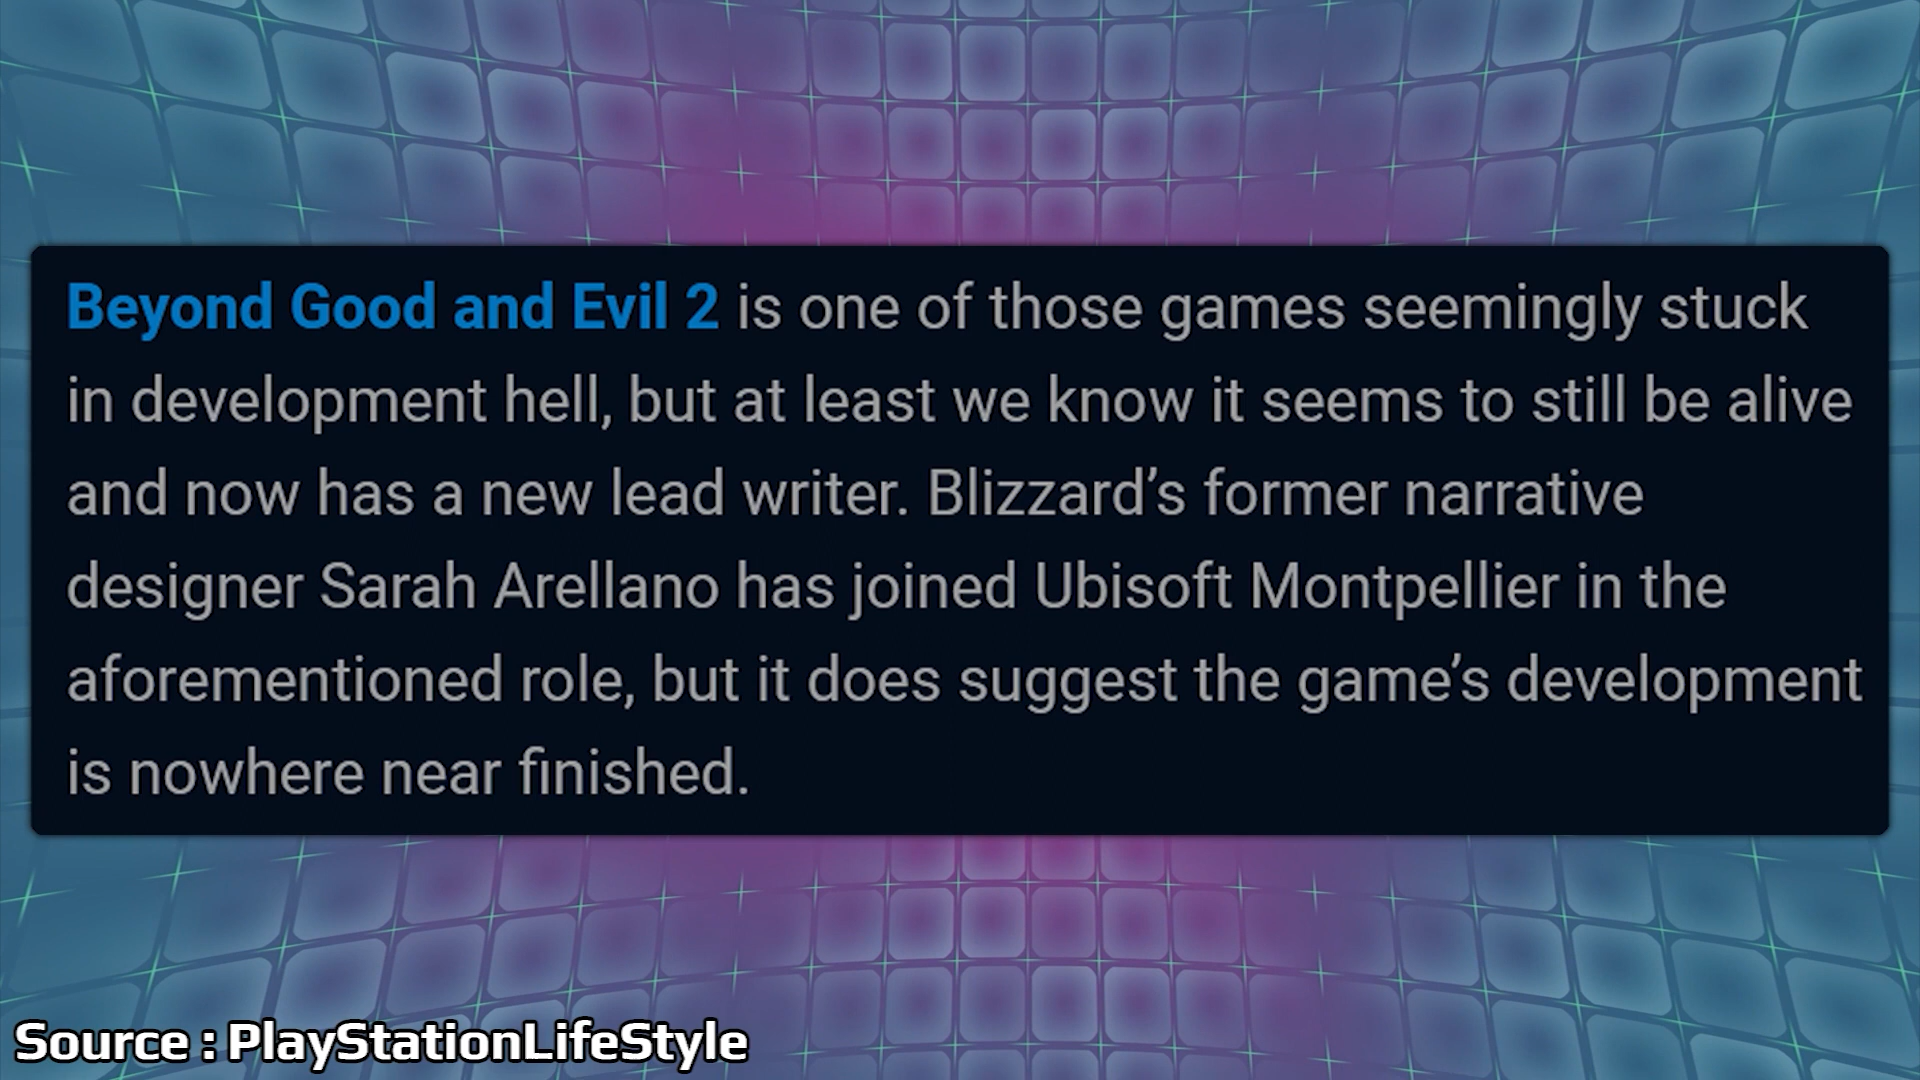 Beyond Good and Evil 2 is one of those games seemingly stuck
in development hell, but at least we know it seems to still be alive
and now has a new lead writer. Blizzard’s former narrative
designer Sarah Arellano has joined Ubisoft Montpellier in the
aforementioned role, but it does suggest the game’s development
is nowhere near finished.
Source : PlayStationLifeStyle